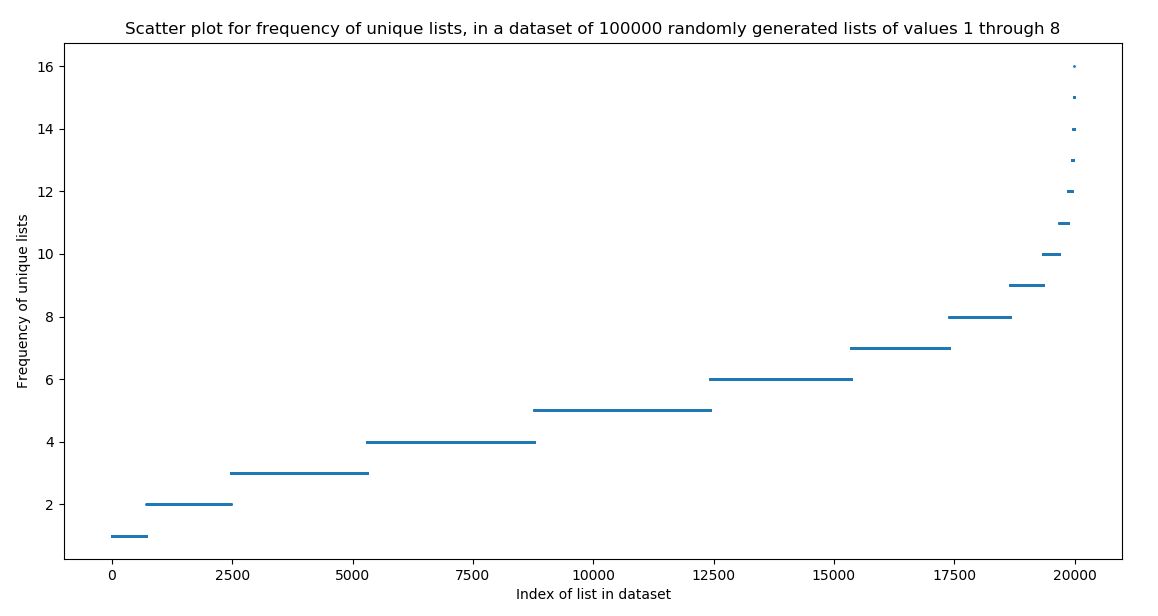 Scatter plot for frequency of unique lists, in a dataset of 100000 randomly generated lists of values 1 through 8
16
14
12
10
8
6
4
2
Frequency of unique lists
0 2500 5000 7500 10000 12500 15000 17500 20000
Index of list in dataset